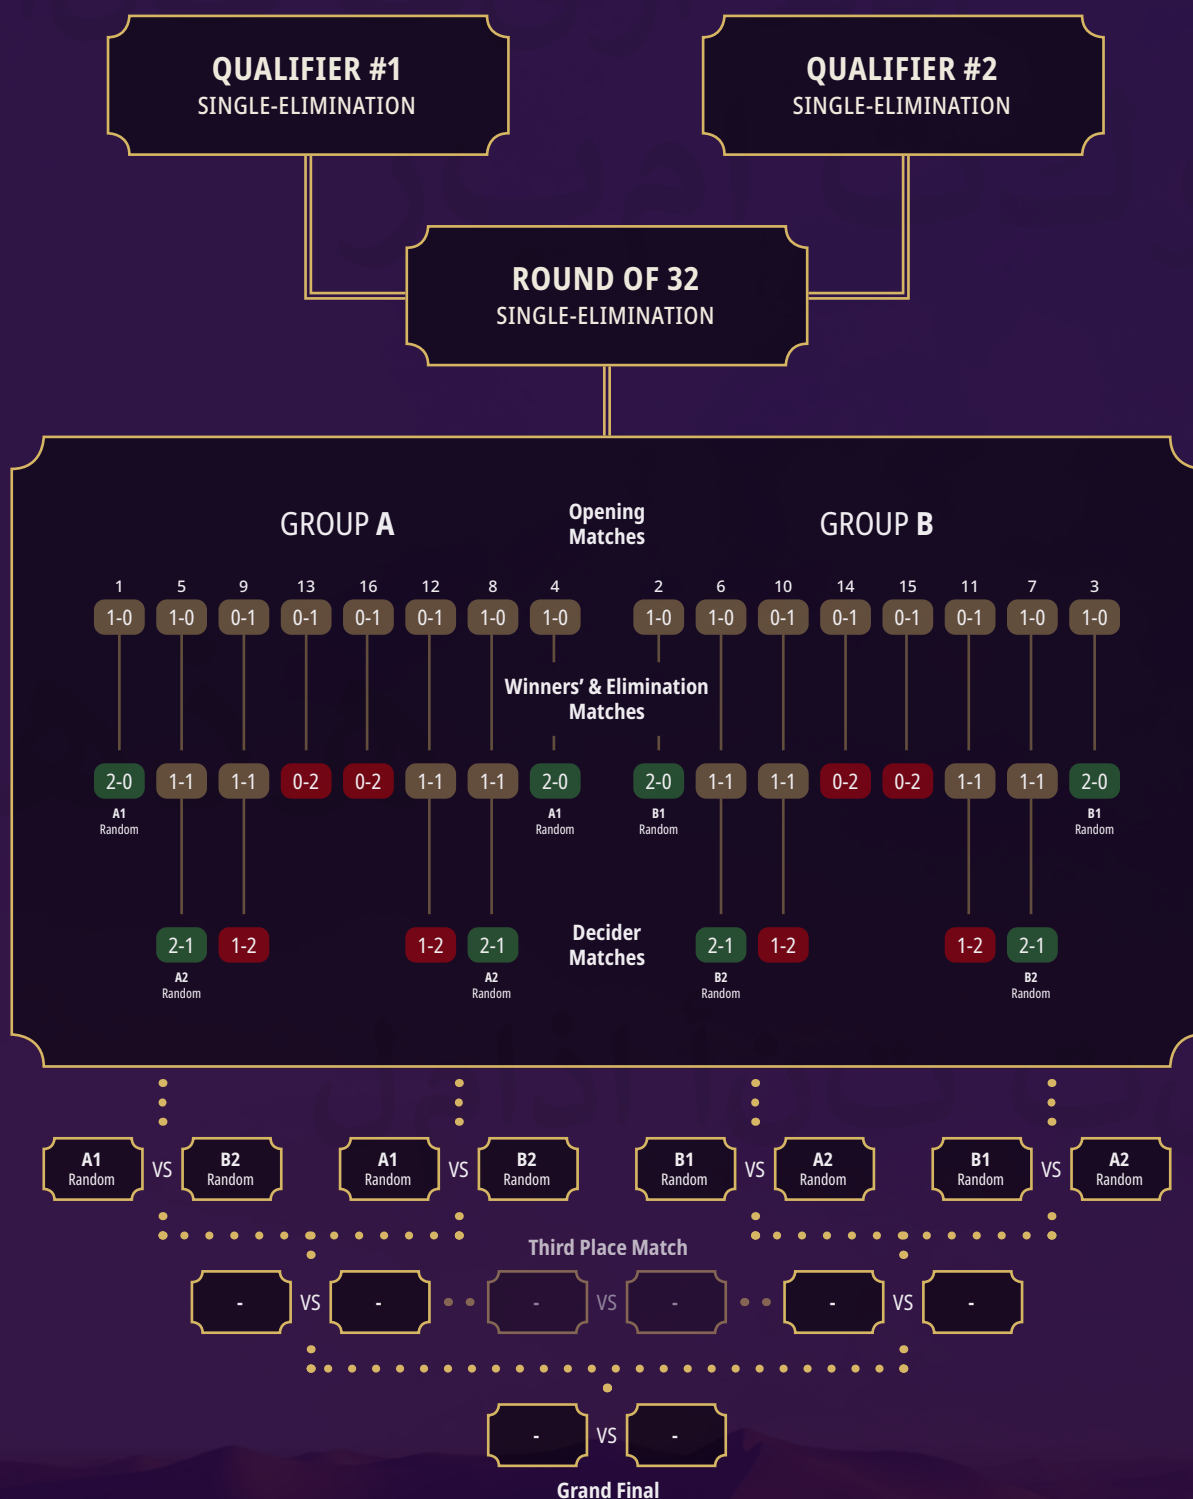 QUALIFIER #1
SINGLE-ELIMINATION
QUALIFIER #2
SINGLE-ELIMINATION
ROUND OF 32
SINGLE-ELIMINATION
GROUP A
Opening
Matches
GROUP B
1 5 9 13 16 12 8 4 2 6 10 14 15 11 7 3
1-0 1-0 0-1 0-1 0-1 0-1 1-0 1-0 1-0 1-0 0-1 0-1 0-1 0-1 1-0 1-0
Winners' & Elimination
Matches
2-0 1-1 1-1 0-2 0-2 1-1 1-1 2-0 2-0 1-1 1-1 0-2 0-2 1-1 1-1 2-0
A1 A1 B1 B1
Random Random Random Random
2-1 1-2 1-2 2-1 2-1 1-2 1-2 2-1
Decider
Matches
A2 A2 B2 B2
Random Random Random Random
A1 VS B2 A1 VS B2 B1 VS A2 B1 VS A2
Random Random Random Random Random Random Random Random
Third Place Match
- VS - - VS - - VS -
- VS -
Grand Final